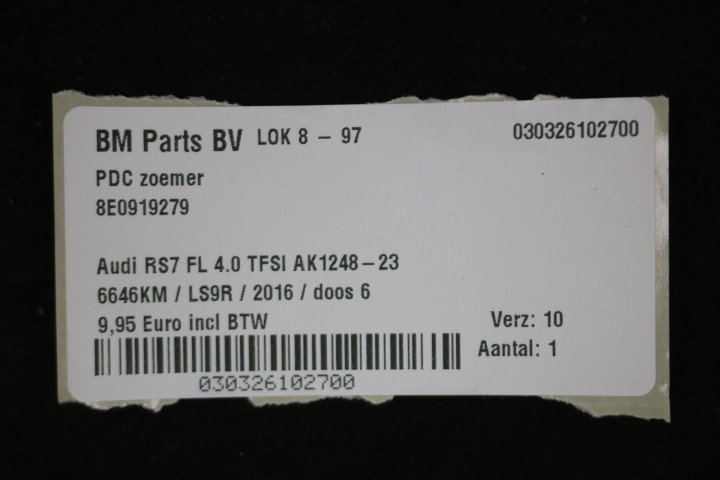 BM Parts BV LOK 8 - 97 030326102700
PDC zoemer
8E0919279
Audi RS7 FL 4.0 TFSI AK1248-23
6646KM / LS9R / 2016 / doos 6
9,95 Euro incl BTW Verz: 10
Aantal: 1
030326102700